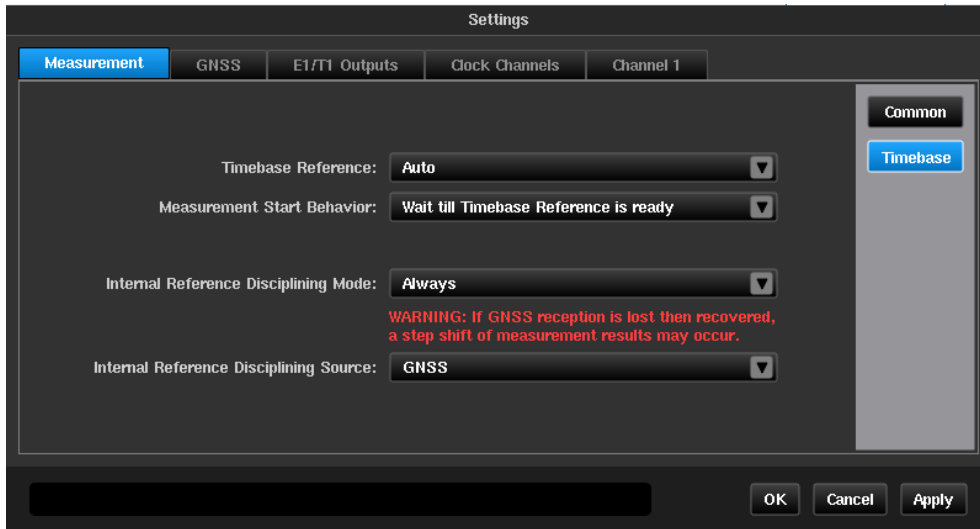 Settings
Measurement
GNSS
E1/T1 Outputs
Clock Channels
Channel 1
Common
Timebase
Timebase Reference:
Auto
Measurement Start Behavior:
Wait till Timebase Reference is ready
Internal Reference Disciplining Mode:
Always
WARNING: If GNSS reception is lost then recovered,
a step shift of measurement results may occur.
Internal Reference Disciplining Source:
GNSS
OK
Cancel
Apply